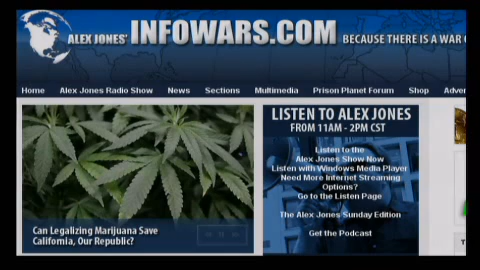 ALEX JONES' INFOWARS.COM BECAUSE THERE IS A WAR
Home Alex Jones Radio Show News Sections Multimedia Prison Planet Forum Shop Adver
LISTEN TO ALEX JONES
FROM 11AM - 2PM CST
Listen to the
Alex Jones Show Now
Listen with Windows Media Player
Need More Internet Streaming
Options?
Go to the Listen Page
The Alex Jones Sunday Edition
Get the Podcast
Can Legalizing Marijuana Save
California, Our Republic?